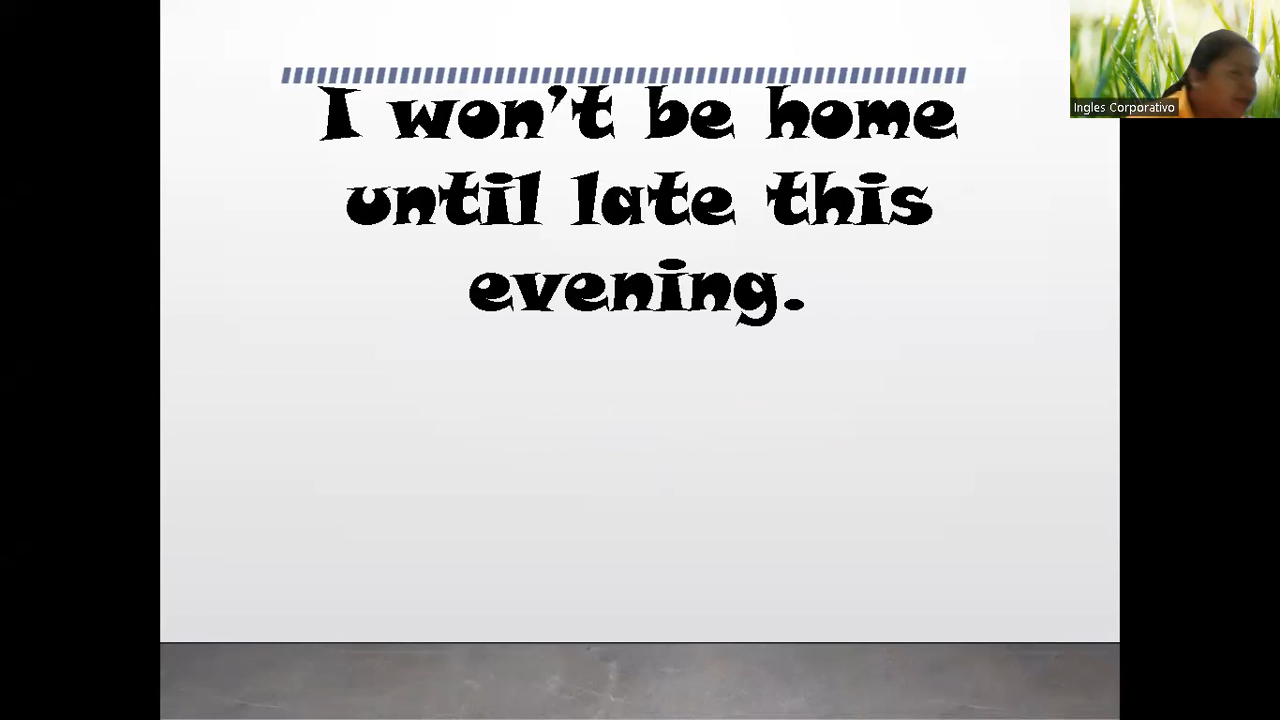 I won’t be home
until late this
evening.
Ingles Corporativo